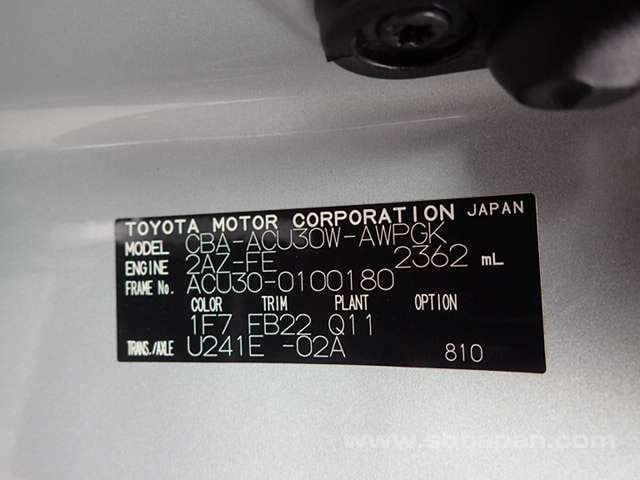 TOYOTA MOTOR CORPORATION JAPAN
MODEL CBA-ACU30W-AWPGK
ENGINE 2AZ-FE 2362 mL
FRAME No. ACU30-0100180
COLOR TRIM PLANT OPTION
1F7 FB22 Q11
TRANS./AXLE U241E -02A 810
www.sbtjapan.com